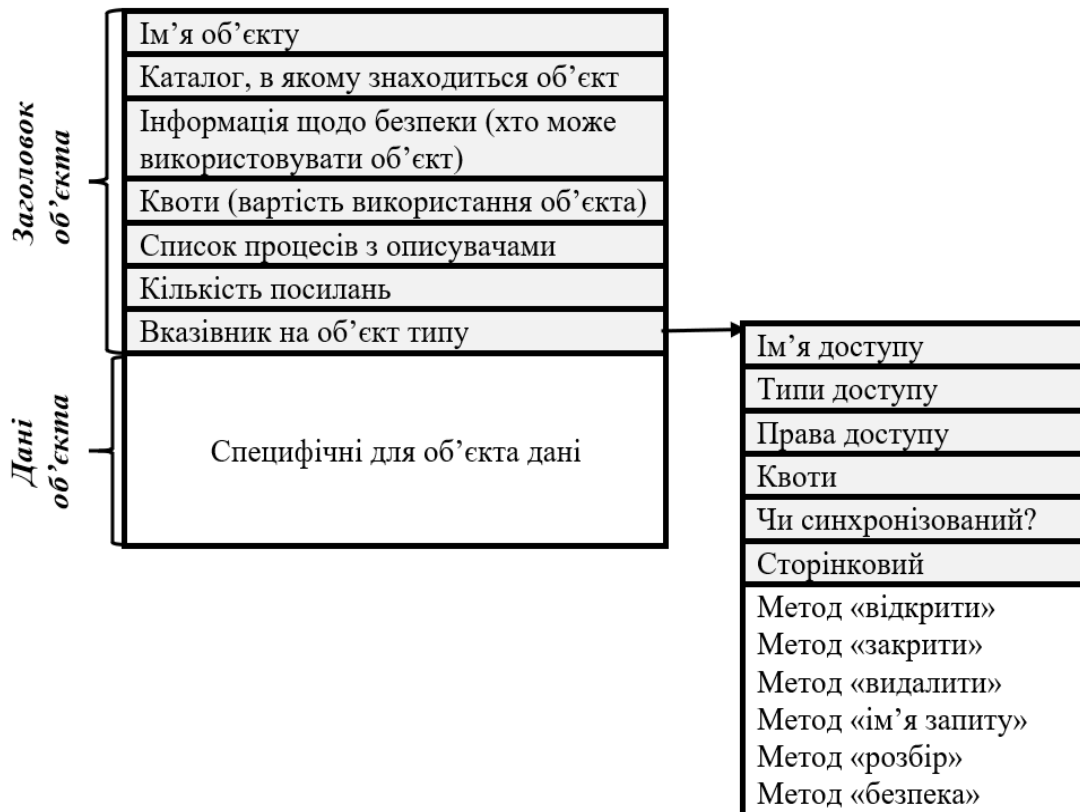 Заголовок
об’єкта
Ім’я об’єкту
Каталог, в якому знаходиться об’єкт
Інформація щодо безпеки (хто може
використовувати об’єкт)
Квоти (вартість використання об’єкта)
Список процесів з описувачами
Кількість посилань
Вказівник на об’єкт типу
Дані
об’єкта
Специфічні для об’єкта дані
Ім’я доступу
Типи доступу
Права доступу
Квоти
Чи синхронізований?
Сторінковий
Метод «відкрити»
Метод «закрити»
Метод «видалити»
Метод «ім’я запиту»
Метод «розбір»
Метод «безпека»